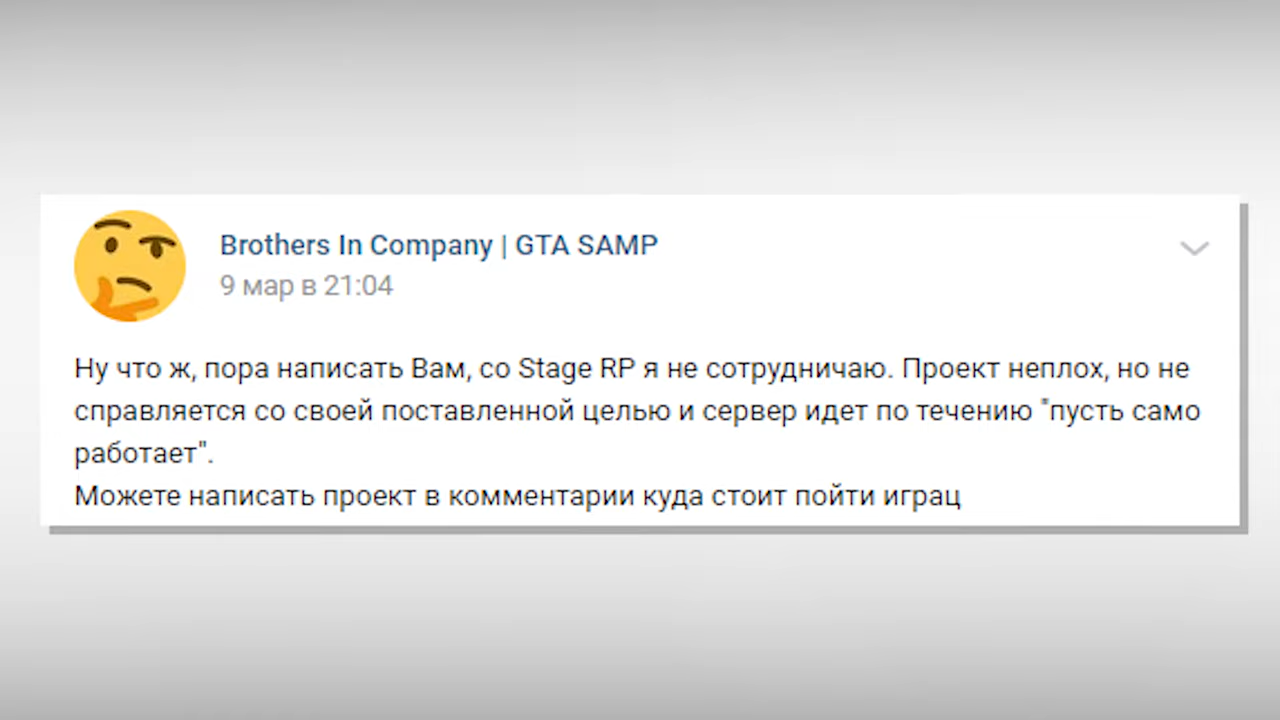 Brothers In Company | GTA SAMP
9 мар в 21:04
Ну что ж, пора написать Вам, со Stage RP я не сотрудничаю. Проект неплох, но не
справляется со своей поставленной целью и сервер идет по течению "пусть само
работает".
Можете написать проект в комментарии куда стоит пойти играц